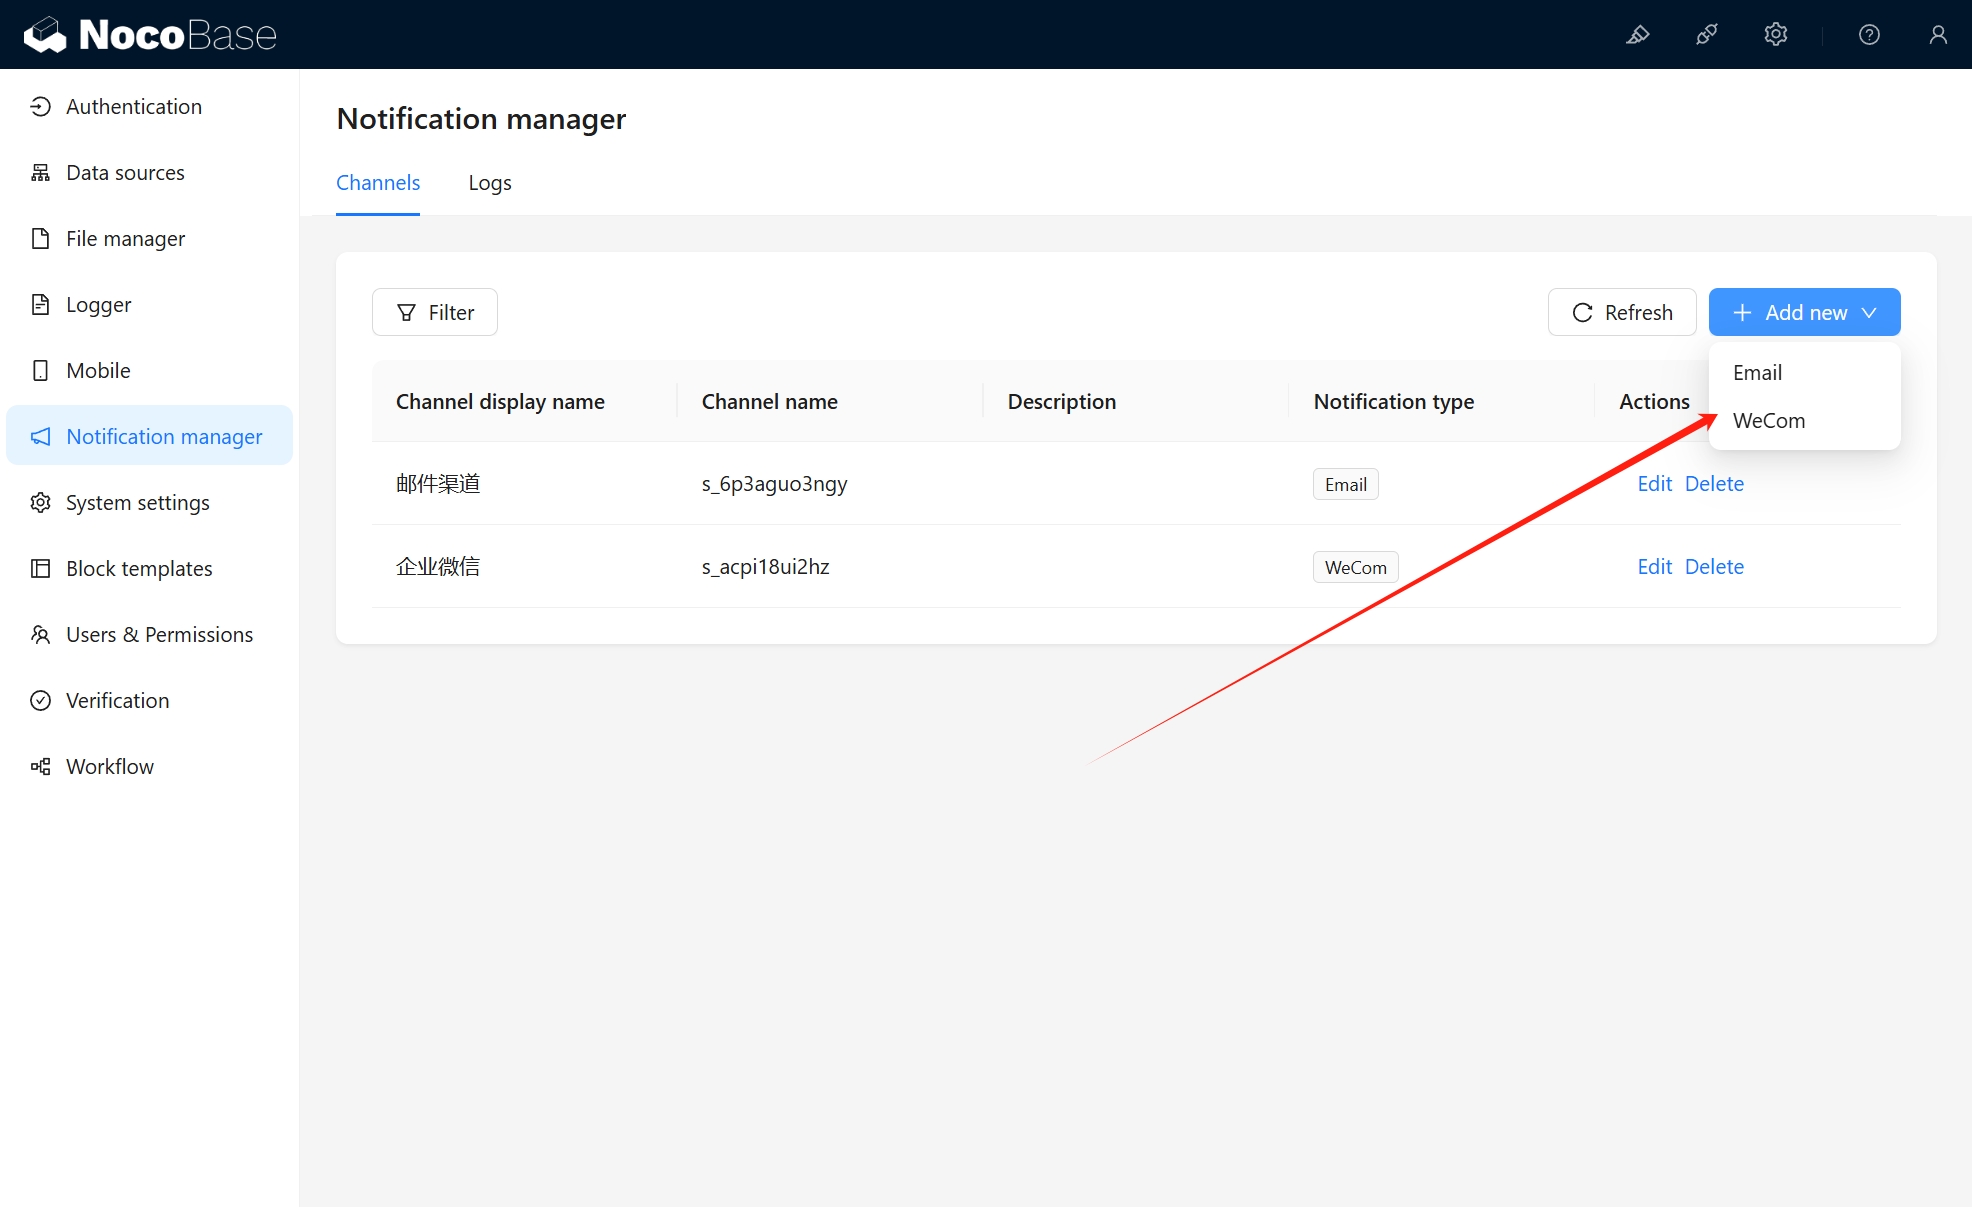 NocoBase
Authentication
Data sources
File manager
Logger
Mobile
Notification manager
System settings
Block templates
Users & Permissions
Verification
Workflow
Notification manager
Channels
Logs
Filter
Refresh
Add new
Email
WeCom
Channel display name
Channel name
Description
Notification type
Actions
邮件渠道
s_6p3aguo3ngy
Email
Edit
Delete
企业微信
s_acpi18ui2hz
WeCom
Edit
Delete